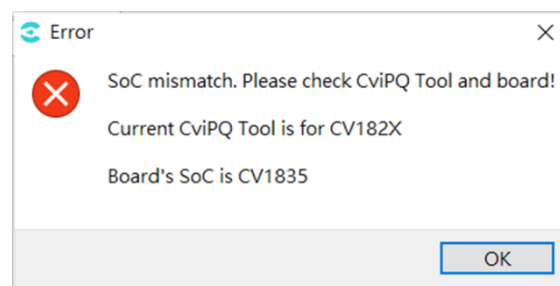 Error
SoC mismatch. Please check CviPQ Tool and board!
Current CviPQ Tool is for CV182X
Board's SoC is CV1835
OK